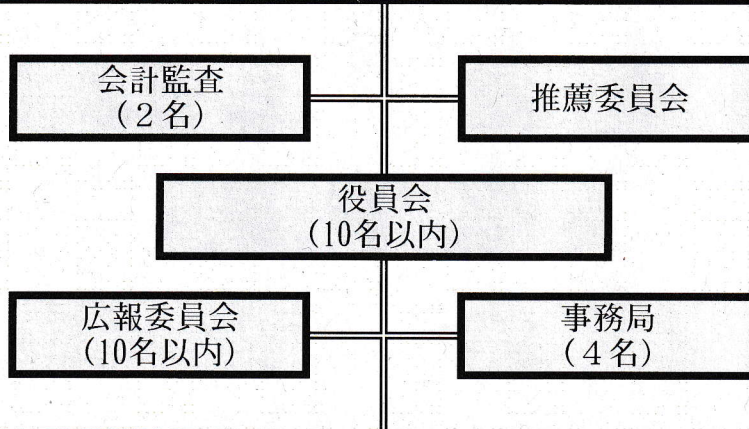 会計監査
(２名)
推薦委員会
役員会
(10名以内)
広報委員会
(10名以内)
事務局
(４名)